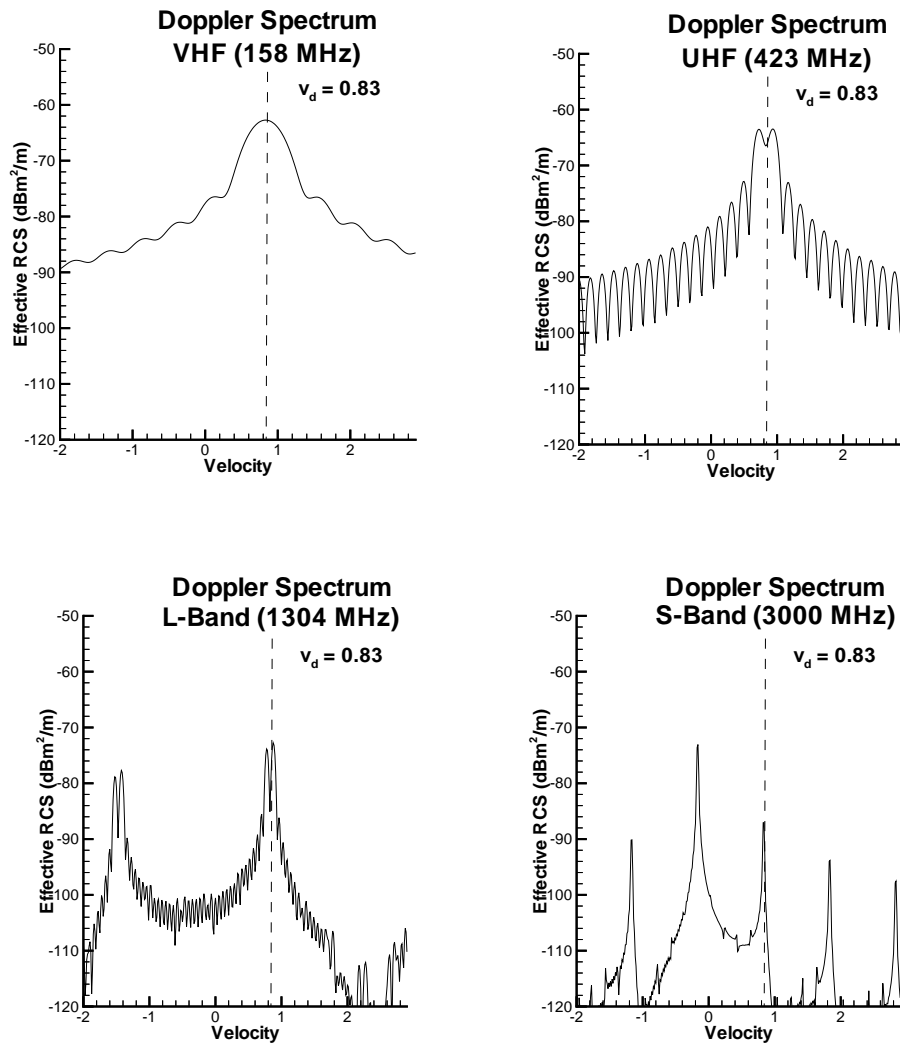 Doppler Spectrum
VHF (158 MHz)
v_d = 0.83
Effective RCS (dBm²/m)
-50
-60
-70
-80
-90
-100
-110
-120
-2 -1 0 1 2
Velocity
Doppler Spectrum
UHF (423 MHz)
v_d = 0.83
Effective RCS (dBm²/m)
-50
-60
-70
-80
-90
-100
-110
-120
-2 -1 0 1 2
Velocity
Doppler Spectrum
L-Band (1304 MHz)
v_d = 0.83
Effective RCS (dBm²/m)
-50
-60
-70
-80
-90
-100
-110
-120
-2 -1 0 1 2
Velocity
Doppler Spectrum
S-Band (3000 MHz)
v_d = 0.83
Effective RCS (dBm²/m)
-50
-60
-70
-80
-90
-100
-110
-120
-2 -1 0 1 2
Velocity